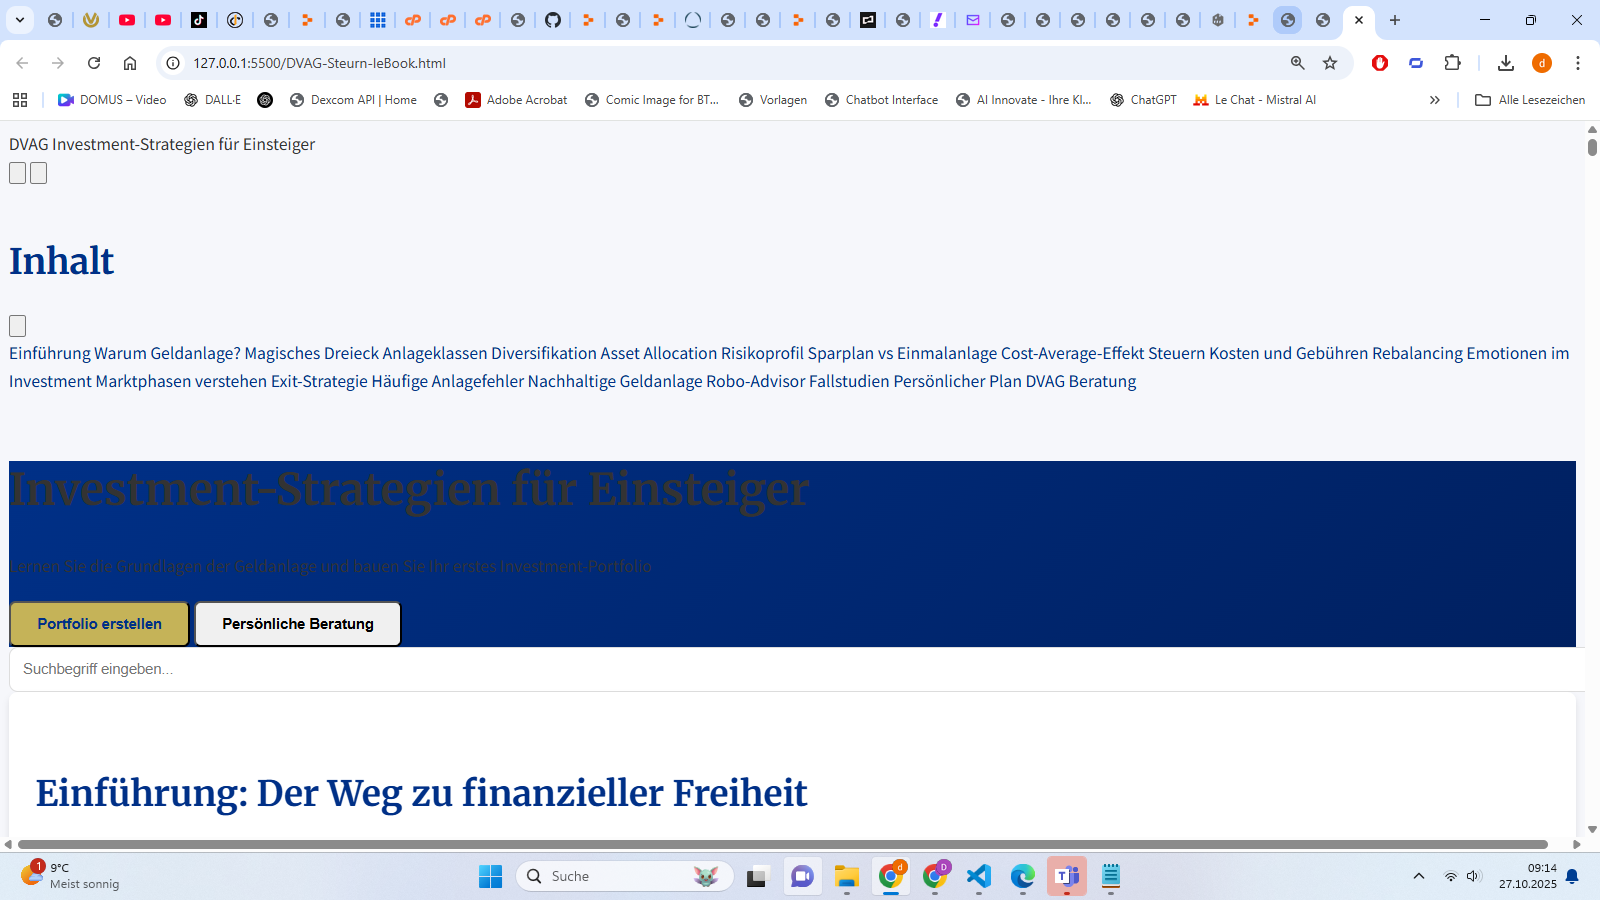 127.0.0.1:5500/DVAG-Steurn-leBook.html
d
DOMUS – Video
DALL·E
Dexcom API | Home
Adobe Acrobat
Comic Image for BT...
Vorlagen
Chatbot Interface
AI Innovate - Ihre KI...
ChatGPT
Le Chat - Mistral AI
Alle Lesezeichen
DVAG Investment-Strategien für Einsteiger
Inhalt
Einführung Warum Geldanlage? Magisches Dreieck Anlageklassen Diversifikation Asset Allocation Risikoprofil Sparplan vs Einmalanlage Cost-Average-Effekt Steuern Kosten und Gebühren Rebalancing Emotionen im
Investment Marktphasen verstehen Exit-Strategie Häufige Anlagefehler Nachhaltige Geldanlage Robo-Advisor Fallstudien Persönlicher Plan DVAG Beratung
Investment-Strategien für Einsteiger
Lernen Sie die Grundlagen der Geldanlage und bauen Sie Ihr erstes Investment-Portfolio
Portfolio erstellen
Persönliche Beratung
Suchbegriff eingeben...
Einführung: Der Weg zu finanzieller Freiheit
1
9°C
Meist sonnig
Suche
d
D
09:14
27.10.2025